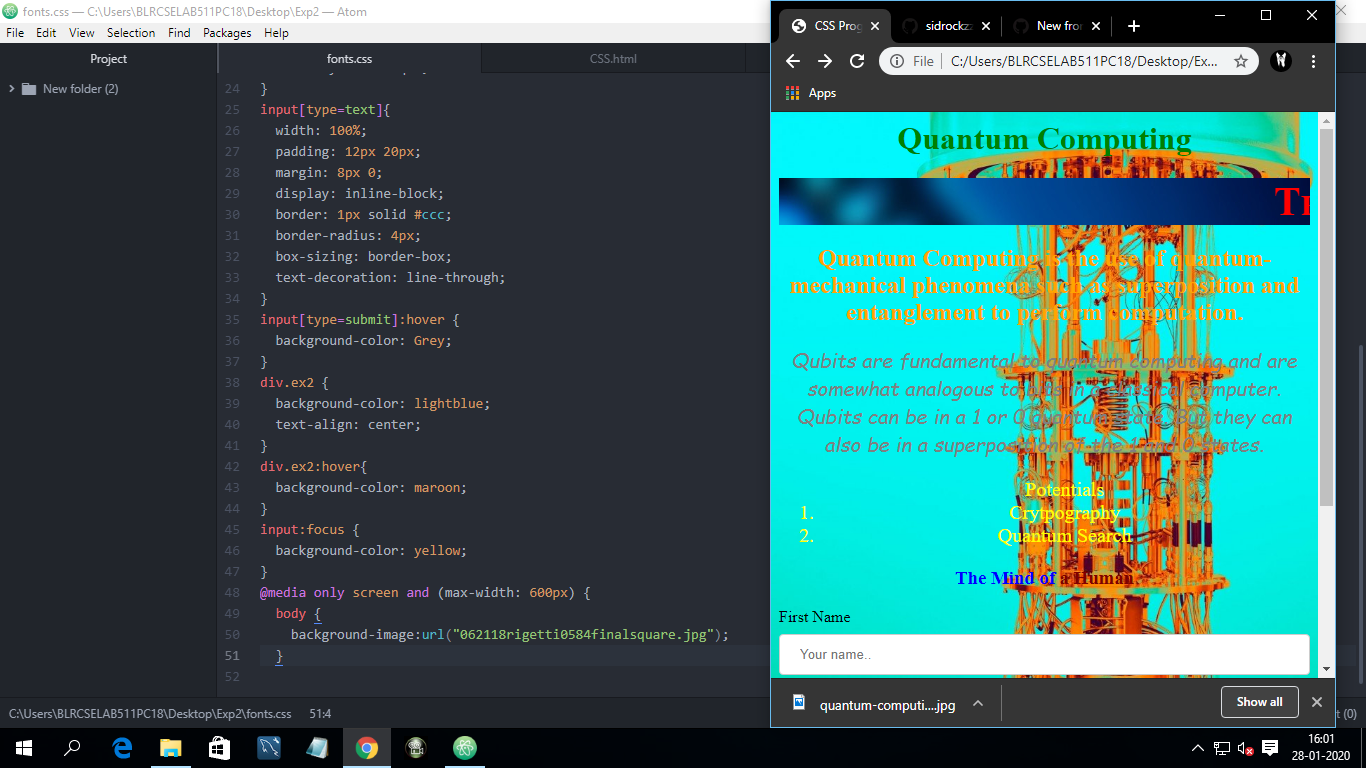 fonts.css — C:\Users\BLRCSELAB511PC18\Desktop\Exp2 — Atom
File Edit View Selection Find Packages Help
Project
New folder (2)
fonts.css
CSS.html
24 }
25 input[type=text]{
26 width: 100%;
27 padding: 12px 20px;
28 margin: 8px 0;
29 display: inline-block;
30 border: 1px solid #ccc;
31 border-radius: 4px;
32 box-sizing: border-box;
33 text-decoration: line-through;
34 }
35 input[type=submit]:hover {
36 background-color: Grey;
37 }
38 div.ex2 {
39 background-color: lightblue;
40 text-align: center;
41 }
42 div.ex2:hover{
43 background-color: maroon;
44 }
45 input:focus {
46 background-color: yellow;
47 }
48 @media only screen and (max-width: 600px) {
49 body {
50 background-image:url("062118rigetti0584finalsquare.jpg");
51 }
52
C:\Users\BLRCSELAB511PC18\Desktop\Exp2\fonts.css 51:4
t (0)
CSS Prog
sidrockzz
New fron
File | C:/Users/BLRCSELAB511PC18/Desktop/Ex...
Apps
Quantum Computing
Quantum Computing is the use of quantum-
mechanical phenomena such as superposition and
entanglement to perform computation.
Qubits are fundamental to quantum computing and are
somewhat analogous to bits in a classical computer.
Qubits can be in a 1 or 0 quantum state. But they can
also be in a superposition of the 1 and 0 states.
Potentials
1. Crytpography
2. Quantum Search
The Mind of a Human
First Name
Your name..
quantum-computi....jpg
Show all
16:01
28-01-2020